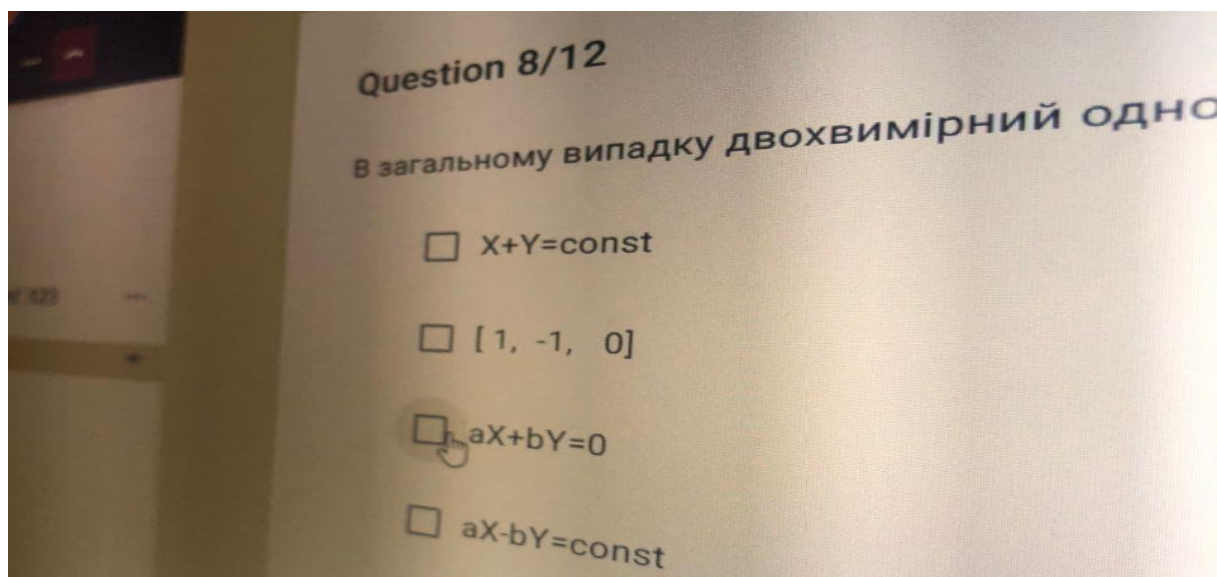 Question 8/12
В загальному випадку двохвимірний одно
X+Y=const
[ 1, -1, 0]
aX+bY=0
aX-bY=const